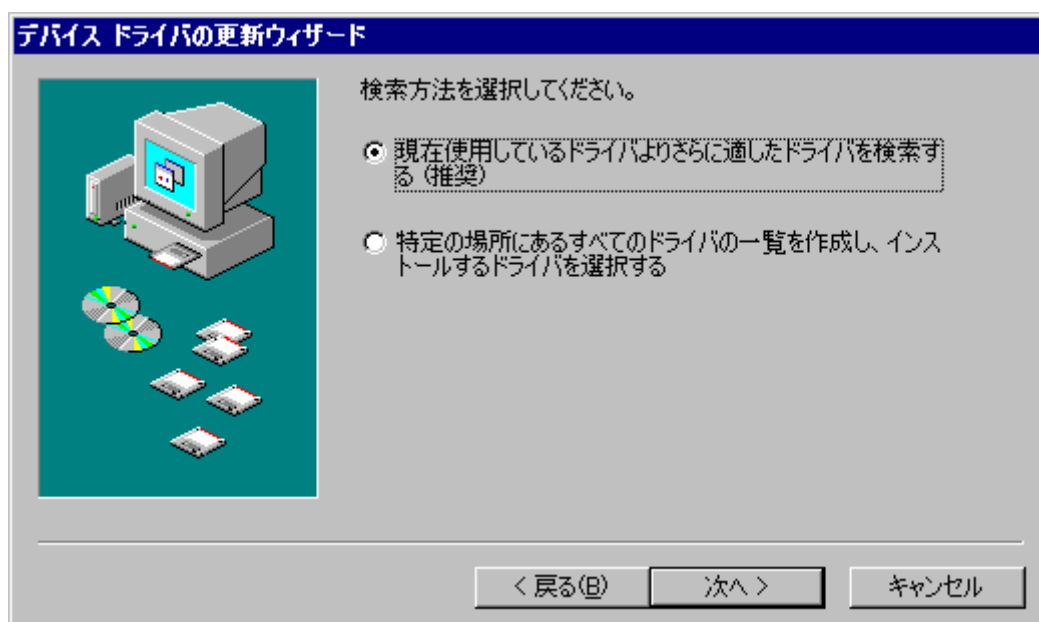 デバイス ドライバの更新ウィザード
検索方法を選択してください。
現在使用しているドライバよりさらに適したドライバを検索す
る (推奨)
特定の場所にあるすべてのドライバの一覧を作成し、インス
トールするドライバを選択する
< 戻る(B)
次へ >
キャンセル